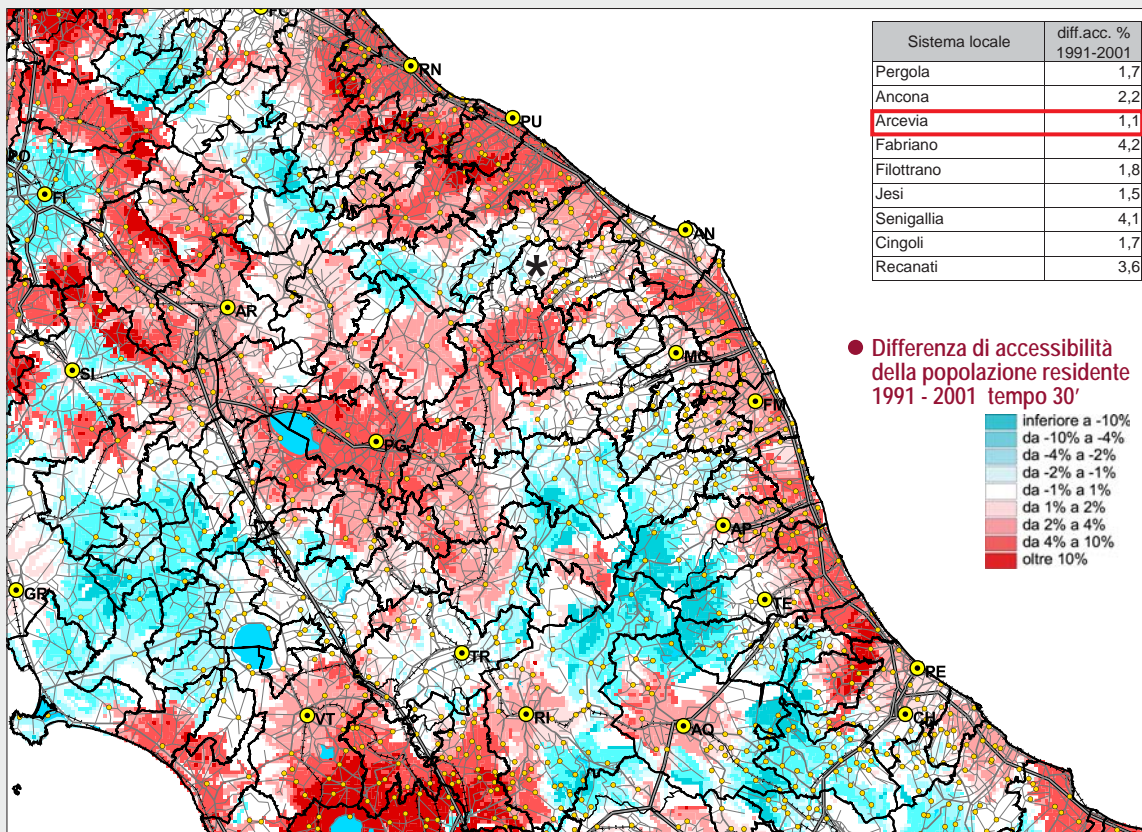 Sistema locale
diff.acc. %
1991-2001
Pergola 1,7
Ancona 2,2
Arcevia 1,1
Fabriano 4,2
Filottrano 1,8
Jesi 1,5
Senigallia 4,1
Cingoli 1,7
Recanati 3,6
Differenza di accessibilità
della popolazione residente
1991 - 2001 tempo 30'
inferiore a -10%
da -10% a -4%
da -4% a -2%
da -2% a -1%
da -1% a 1%
da 1% a 2%
da 2% a 4%
da 4% a 10%
oltre 10%
RN
PU
PO
FI
AN
*
AR
MC
SI
FM
PG
AP
GR
TE
TR
PE
VT
RI
AQ
CH